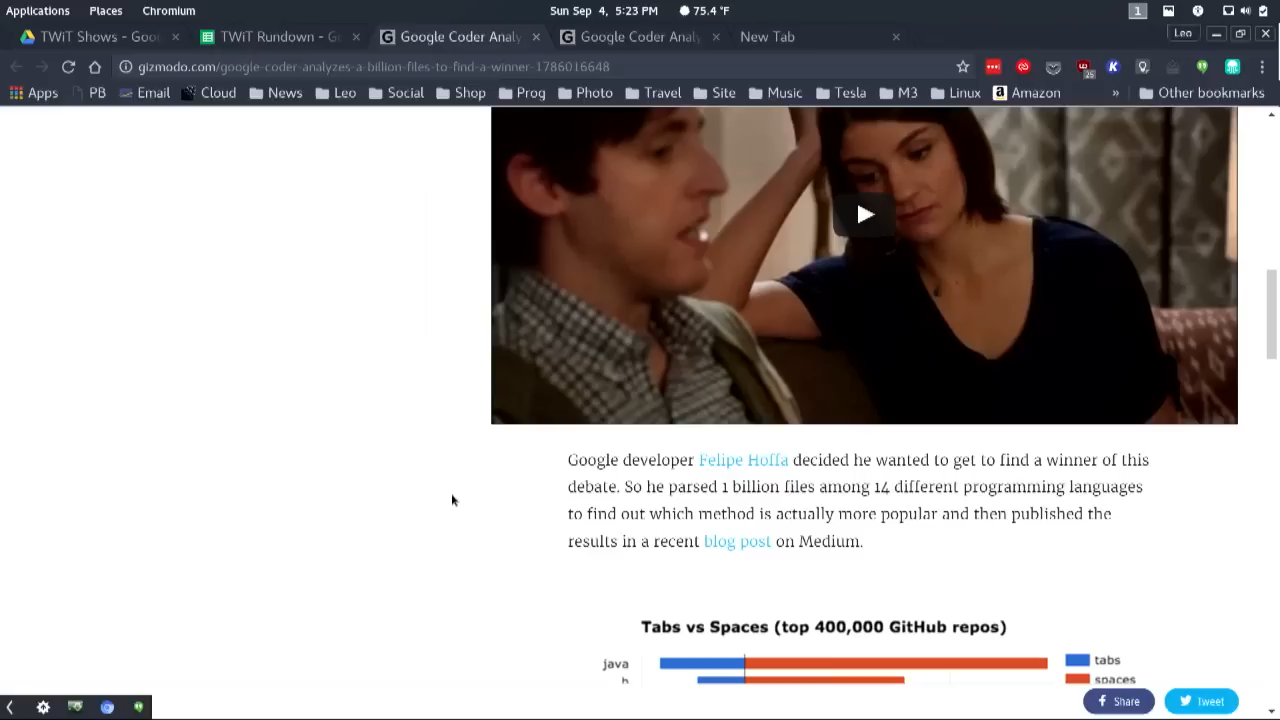 Applications Places Chromium Sun Sep 4, 5:23 PM 75.4 °F 1
TWiT Shows - Goo TWiT Rundown - Go Google Coder Analy Google Coder Analy New Tab Leo
gizmodo.com/google-coder-analyzes-a-billion-files-to-find-a-winner-1786016648 25
Apps PB Email Cloud News Leo Social Shop Prog Photo Travel Site Music Tesla M3 Linux Amazon » Other bookmarks
Google developer Felipe Hoffa decided he wanted to get to find a winner of this
debate. So he parsed 1 billion files among 14 different programming languages
to find out which method is actually more popular and then published the
results in a recent blog post on Medium.
Tabs vs Spaces (top 400,000 GitHub repos)
java tabs
h spaces
Share Tweet